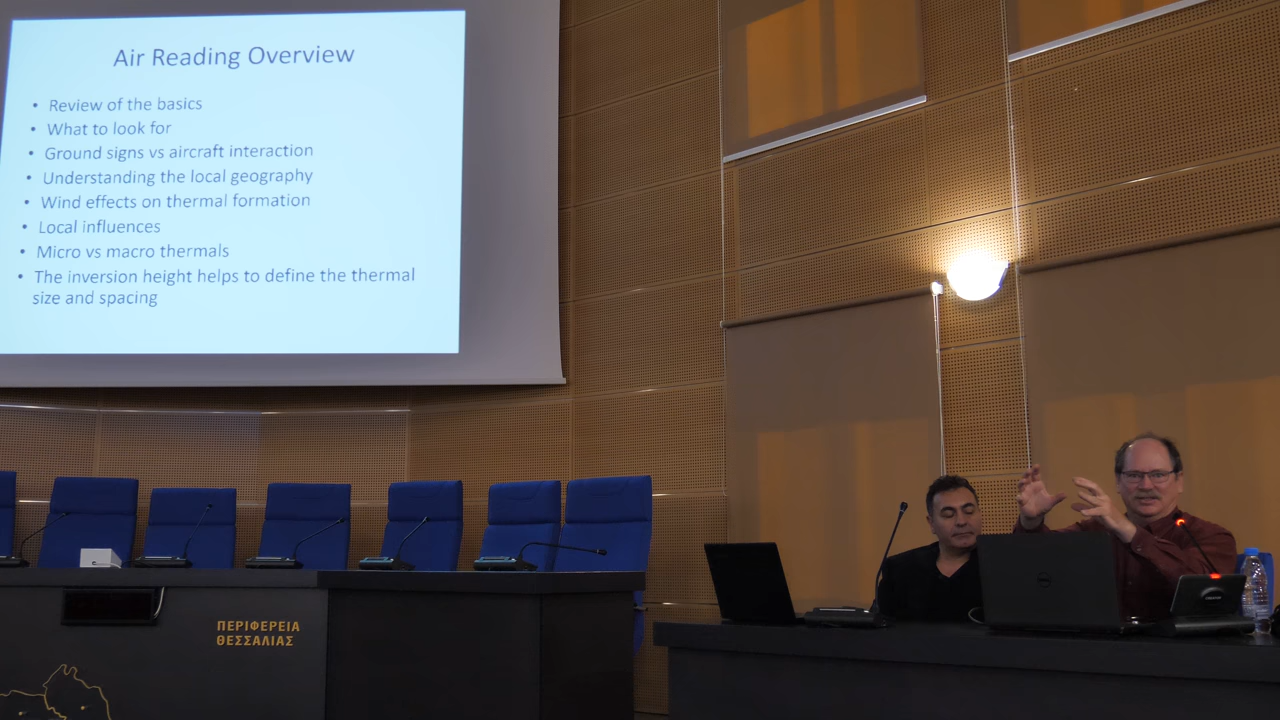 Air Reading Overview
• Review of the basics
• What to look for
• Ground signs vs aircraft interaction
• Understanding the local geography
• Wind effects on thermal formation
• Local influences
• Micro vs macro thermals
• The inversion height helps to define the thermal
size and spacing
ΠΕΡΙΦΕΡΕΙΑ
ΘΕΣΣΑΛΙΑΣ
DELL